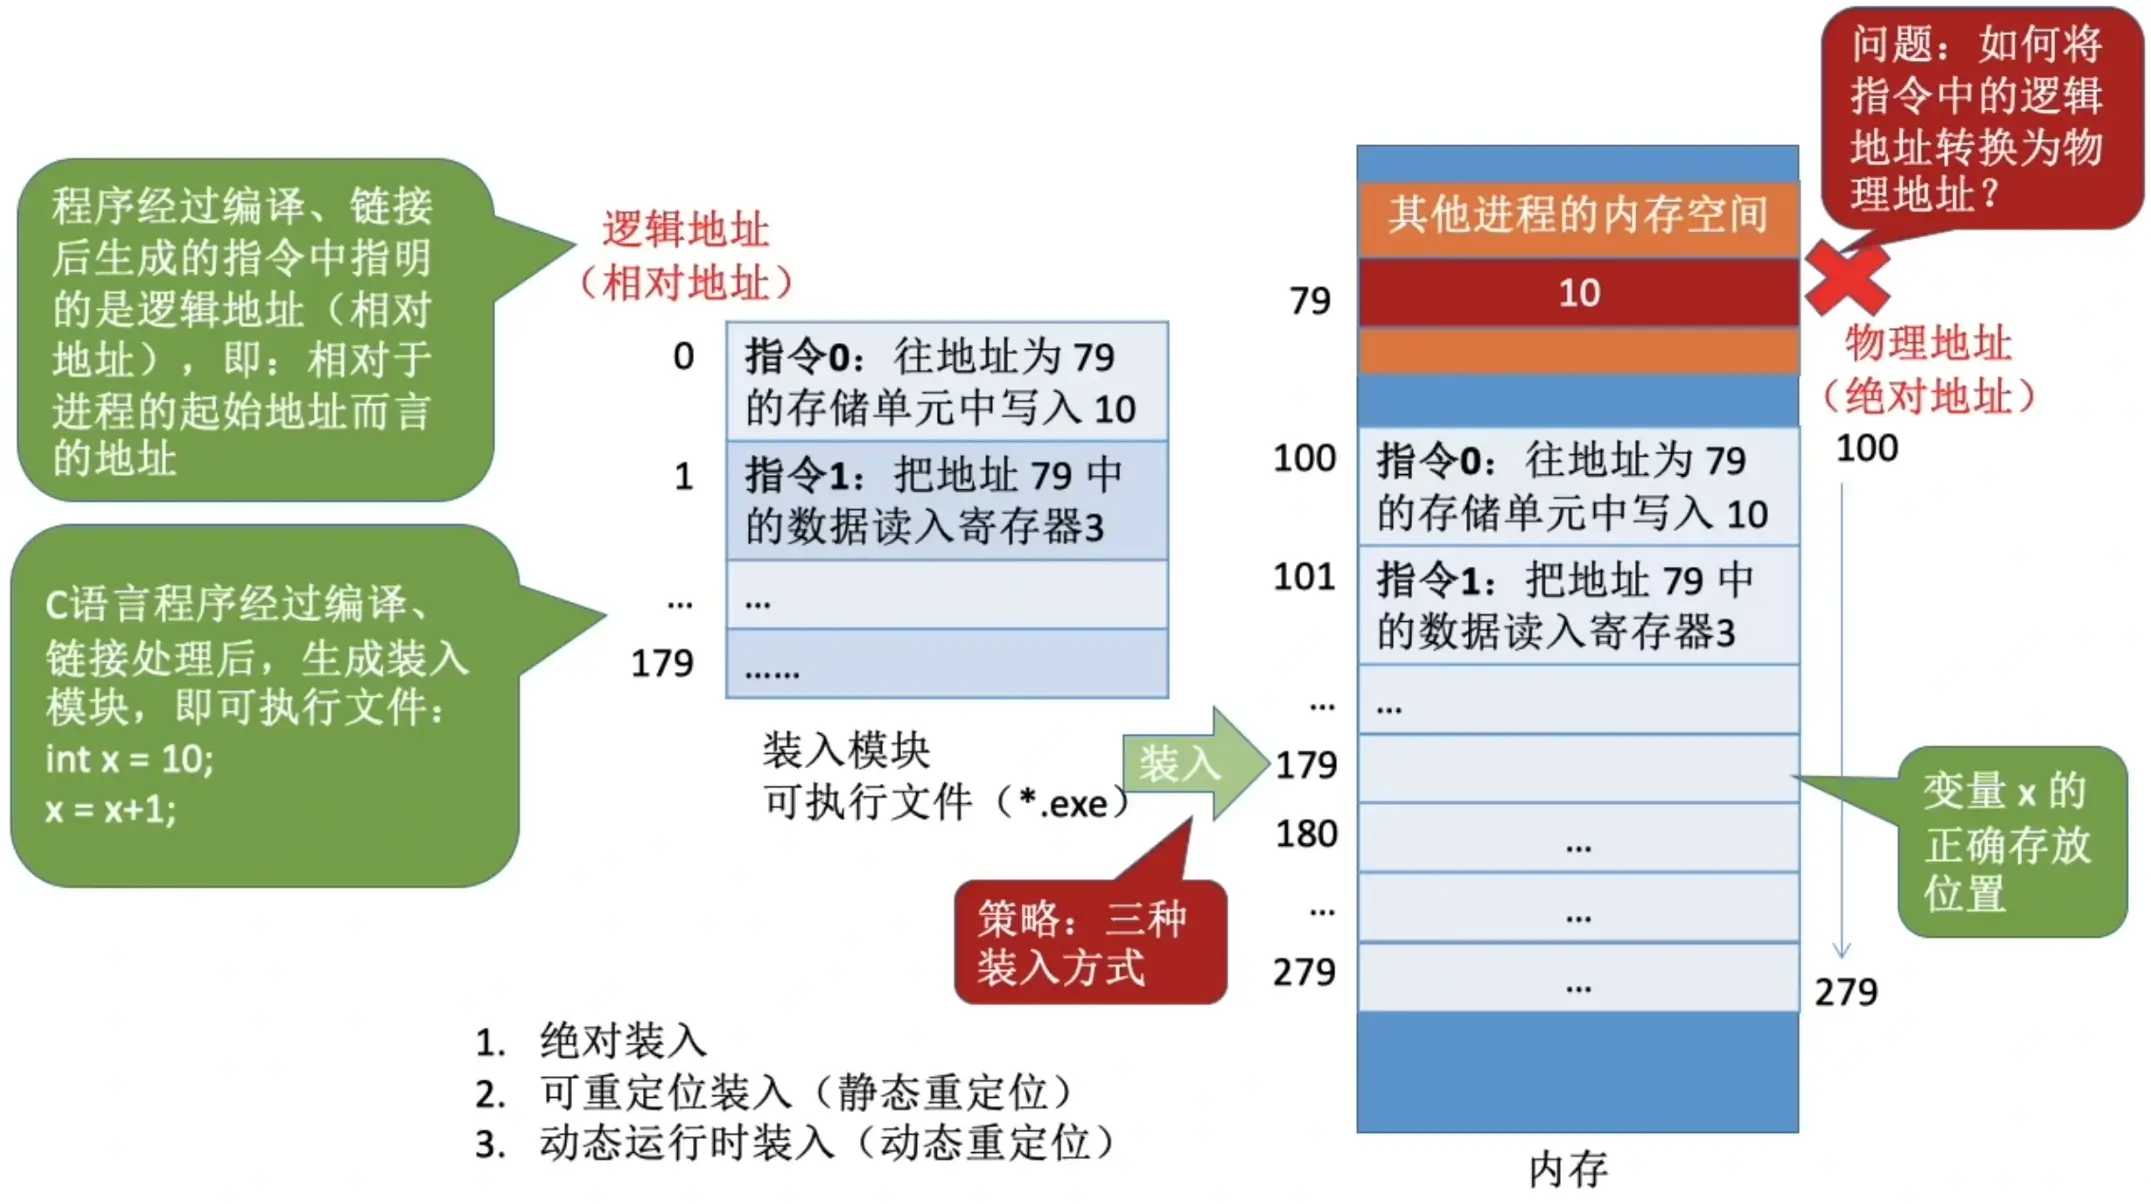 问题：如何将
指令中的逻辑
地址转换为物
理地址？
程序经过编译、链接
后生成的指令中指明
的是逻辑地址（相对
地址），即：相对于
进程的起始地址而言
的地址
逻辑地址
（相对地址）
0
指令0：往地址为 79
的存储单元中写入 10
1
指令1：把地址 79 中
的数据读入寄存器3
...
...
179
......
装入模块
可执行文件（*.exe）
C语言程序经过编译、
链接处理后，生成装入
模块，即可执行文件：
int x = 10;
x = x+1;
装入
策略：三种
装入方式
1. 绝对装入
2. 可重定位装入（静态重定位）
3. 动态运行时装入（动态重定位）
其他进程的内存空间
79
10
物理地址
（绝对地址）
100
100
指令0：往地址为 79
的存储单元中写入 10
101
指令1：把地址 79 中
的数据读入寄存器3
...
...
179
180
...
...
...
279
...
279
变量 x 的
正确存放
位置
内存